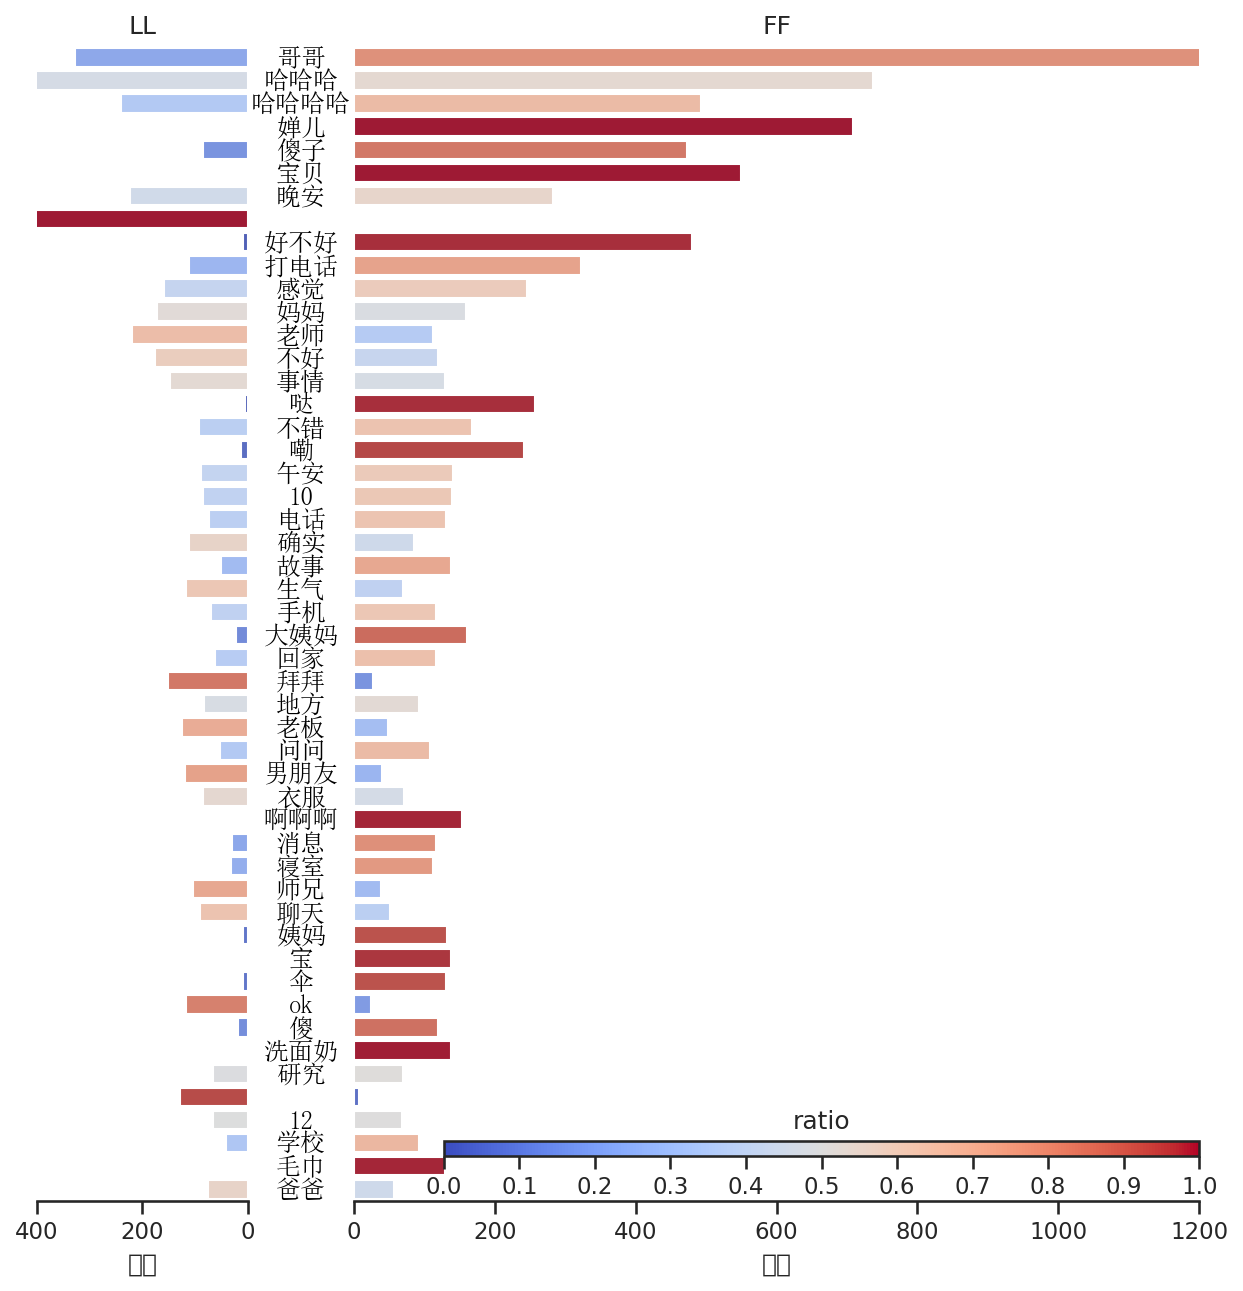 LL FF
哥哥
哈哈哈
哈哈哈哈
婵儿
傻子
宝贝
晚安
好不好
打电话
感觉
妈妈
老师
不好
事情
哒
不错
嘞
午安
10
电话
确实
故事
生气
手机
大姨妈
回家
拜拜
地方
老板
问问
男朋友
衣服
啊啊啊
消息
寝室
师兄
聊天
姨妈
宝
伞
ok
傻
洗面奶
研究
12
学校
毛巾
爸爸
ratio
0.0 0.1 0.2 0.3 0.4 0.5 0.6 0.7 0.8 0.9 1.0
400 200 0
0 200 400 600 800 1000 1200